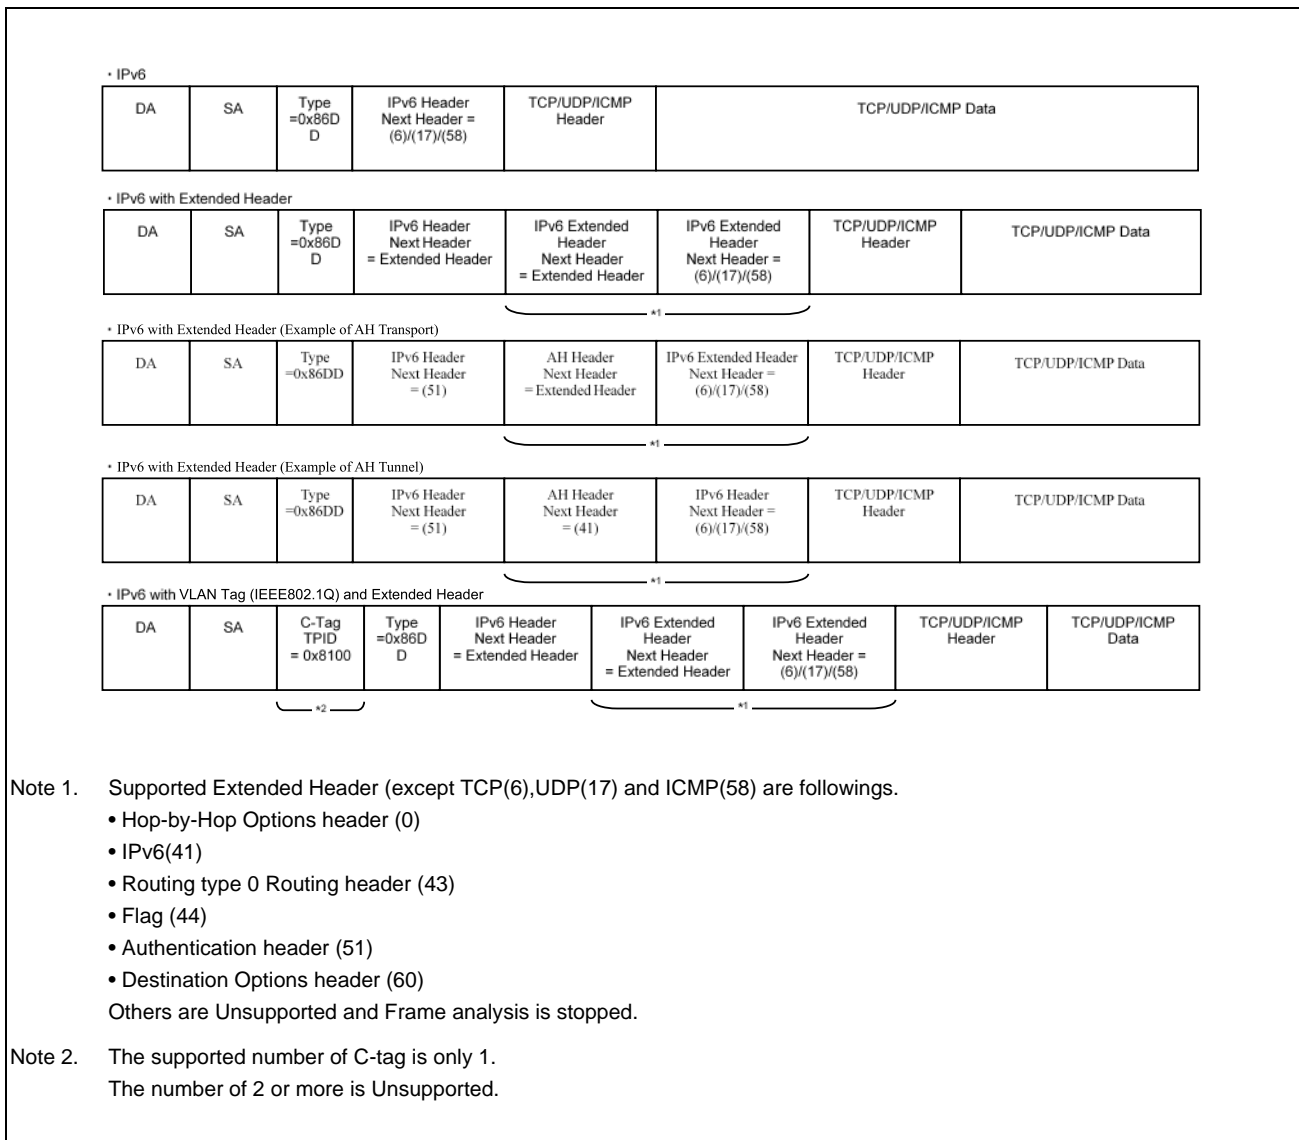 ・IPv6
DA
SA
Type
=0x86D
D
IPv6 Header
Next Header =
(6)/(17)/(58)
TCP/UDP/ICMP
Header
TCP/UDP/ICMP Data
・IPv6 with Extended Header
DA
SA
Type
=0x86D
D
IPv6 Header
Next Header
= Extended Header
IPv6 Extended
Header
Next Header
= Extended Header
IPv6 Extended
Header
Next Header =
(6)/(17)/(58)
TCP/UDP/ICMP
Header
TCP/UDP/ICMP Data
*1
・IPv6 with Extended Header (Example of AH Transport)
DA
SA
Type
=0x86DD
IPv6 Header
Next Header
= (51)
AH Header
Next Header
= Extended Header
IPv6 Extended Header
Next Header =
(6)/(17)/(58)
TCP/UDP/ICMP
Header
TCP/UDP/ICMP Data
*1
・IPv6 with Extended Header (Example of AH Tunnel)
DA
SA
Type
=0x86DD
IPv6 Header
Next Header
= (51)
AH Header
Next Header
= (41)
IPv6 Header
Next Header =
(6)/(17)/(58)
TCP/UDP/ICMP
Header
TCP/UDP/ICMP Data
*1
・IPv6 with VLAN Tag (IEEE802.1Q) and Extended Header
DA
SA
C-Tag
TPID
= 0x8100
Type
=0x86D
D
IPv6 Header
Next Header
= Extended Header
IPv6 Extended
Header
Next Header
= Extended Header
IPv6 Extended
Header
Next Header =
(6)/(17)/(58)
TCP/UDP/ICMP
Header
TCP/UDP/ICMP
Data
*2
*1
Note 1. Supported Extended Header (except TCP(6),UDP(17) and ICMP(58) are followings.
• Hop-by-Hop Options header (0)
• IPv6(41)
• Routing type 0 Routing header (43)
• Flag (44)
• Authentication header (51)
• Destination Options header (60)
Others are Unsupported and Frame analysis is stopped.
Note 2. The supported number of C-tag is only 1.
The number of 2 or more is Unsupported.